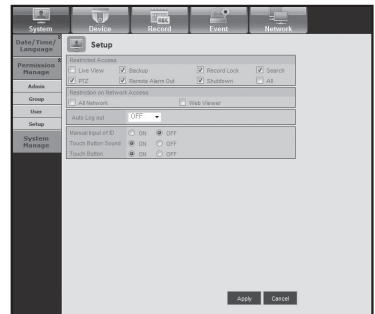 System Device Record Event Network
REC
Date/Time/
Language
Setup
Permission
Manage
Admin
Group
User
Setup
System
Manage
Restricted Access
Live View Backup Record Lock Search
PTZ Remote Alarm Out Shutdown All
Restriction on Network Access
All Network Web Viewer
Auto Log out OFF
Manual Input of ID ON OFF
Touch Button Sound ON OFF
Touch Button ON OFF
Apply Cancel